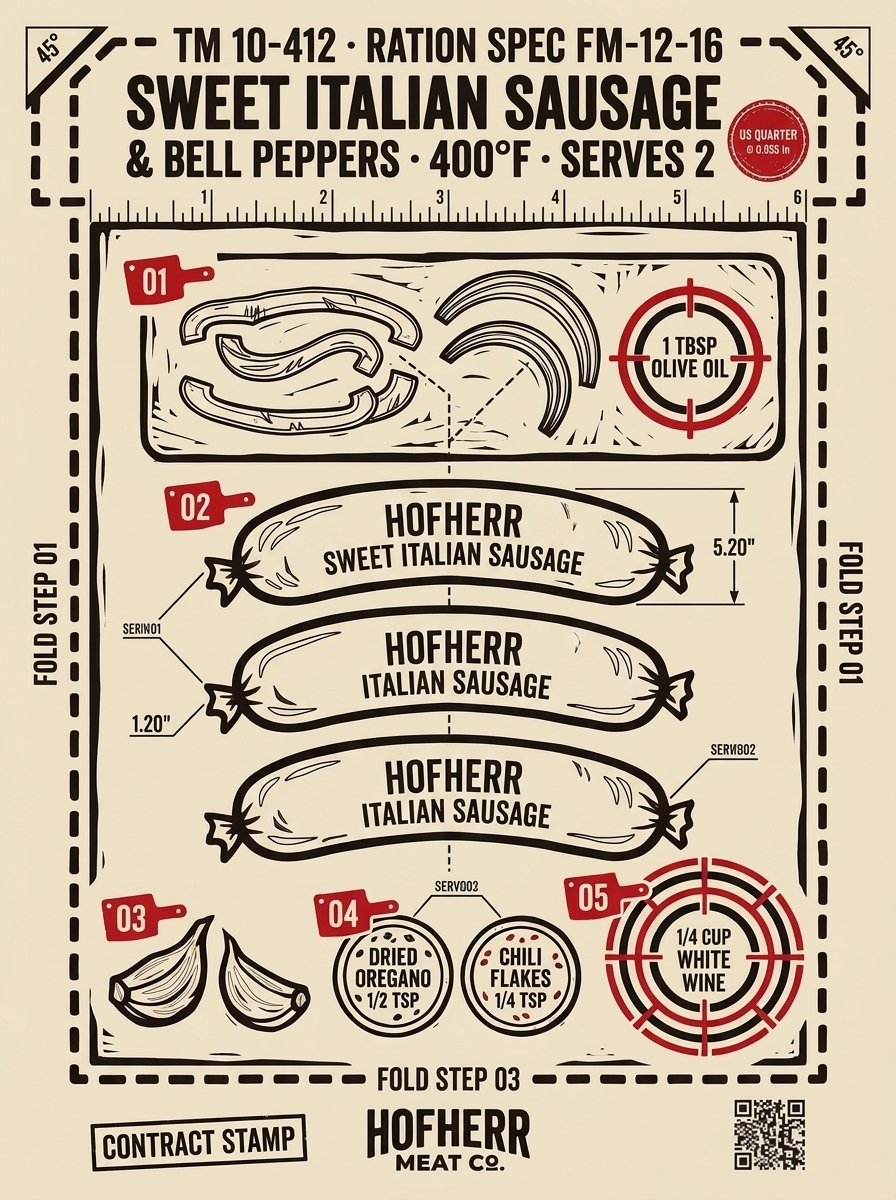 45°
TM 10-412 · RATION SPEC FM-12-16
45°
SWEET ITALIAN SAUSAGE
& BELL PEPPERS · 400°F · SERVES 2
US QUARTER
@ 0.955 In
1 2 3 4 5 6
01
1 TBSP
OLIVE OIL
02
HOFHERR
SWEET ITALIAN SAUSAGE
5.20"
FOLD STEP 01
FOLD STEP 01
SERIN01
HOFHERR
ITALIAN SAUSAGE
1.20"
HOFHERR
ITALIAN SAUSAGE
03
04
SERV003
05
DRIED
OREGANO
1/2 TSP
CHILI
FLAKES
1/4 TSP
1/4 CUP
WHITE
WINE
FOLD STEP 03
CONTRACT STAMP
HOFHERR
MEAT Co.